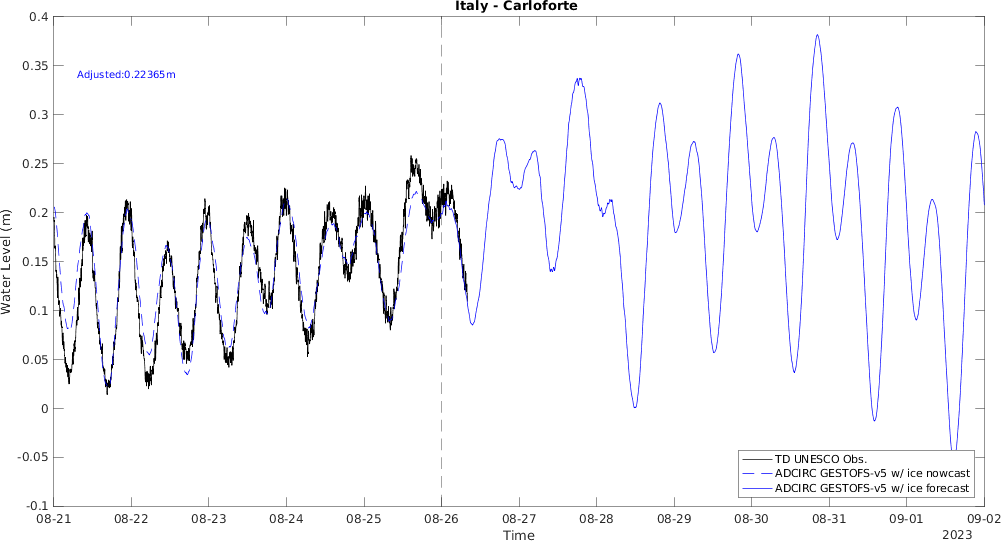 Italy - Carloforte
Adjusted:0.22365m
Water Level (m)
0.4
0.35
0.3
0.25
0.2
0.15
0.1
0.05
0
-0.05
-0.1
08-21 08-22 08-23 08-24 08-25 08-26 08-27 08-28 08-29 08-30 08-31 09-01 09-02
Time
2023
TD UNESCO Obs.
ADCIRC GESTOFS-v5 w/ ice nowcast
ADCIRC GESTOFS-v5 w/ ice forecast